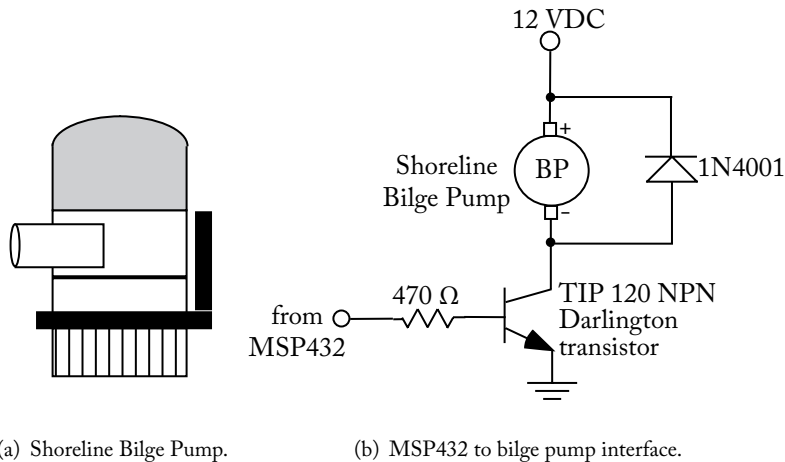 12 VDC
+
Shoreline
Bilge Pump
BP
1N4001
-
470 Ω
TIP 120 NPN
Darlington
transistor
from
MSP432
(a) Shoreline Bilge Pump.
(b) MSP432 to bilge pump interface.